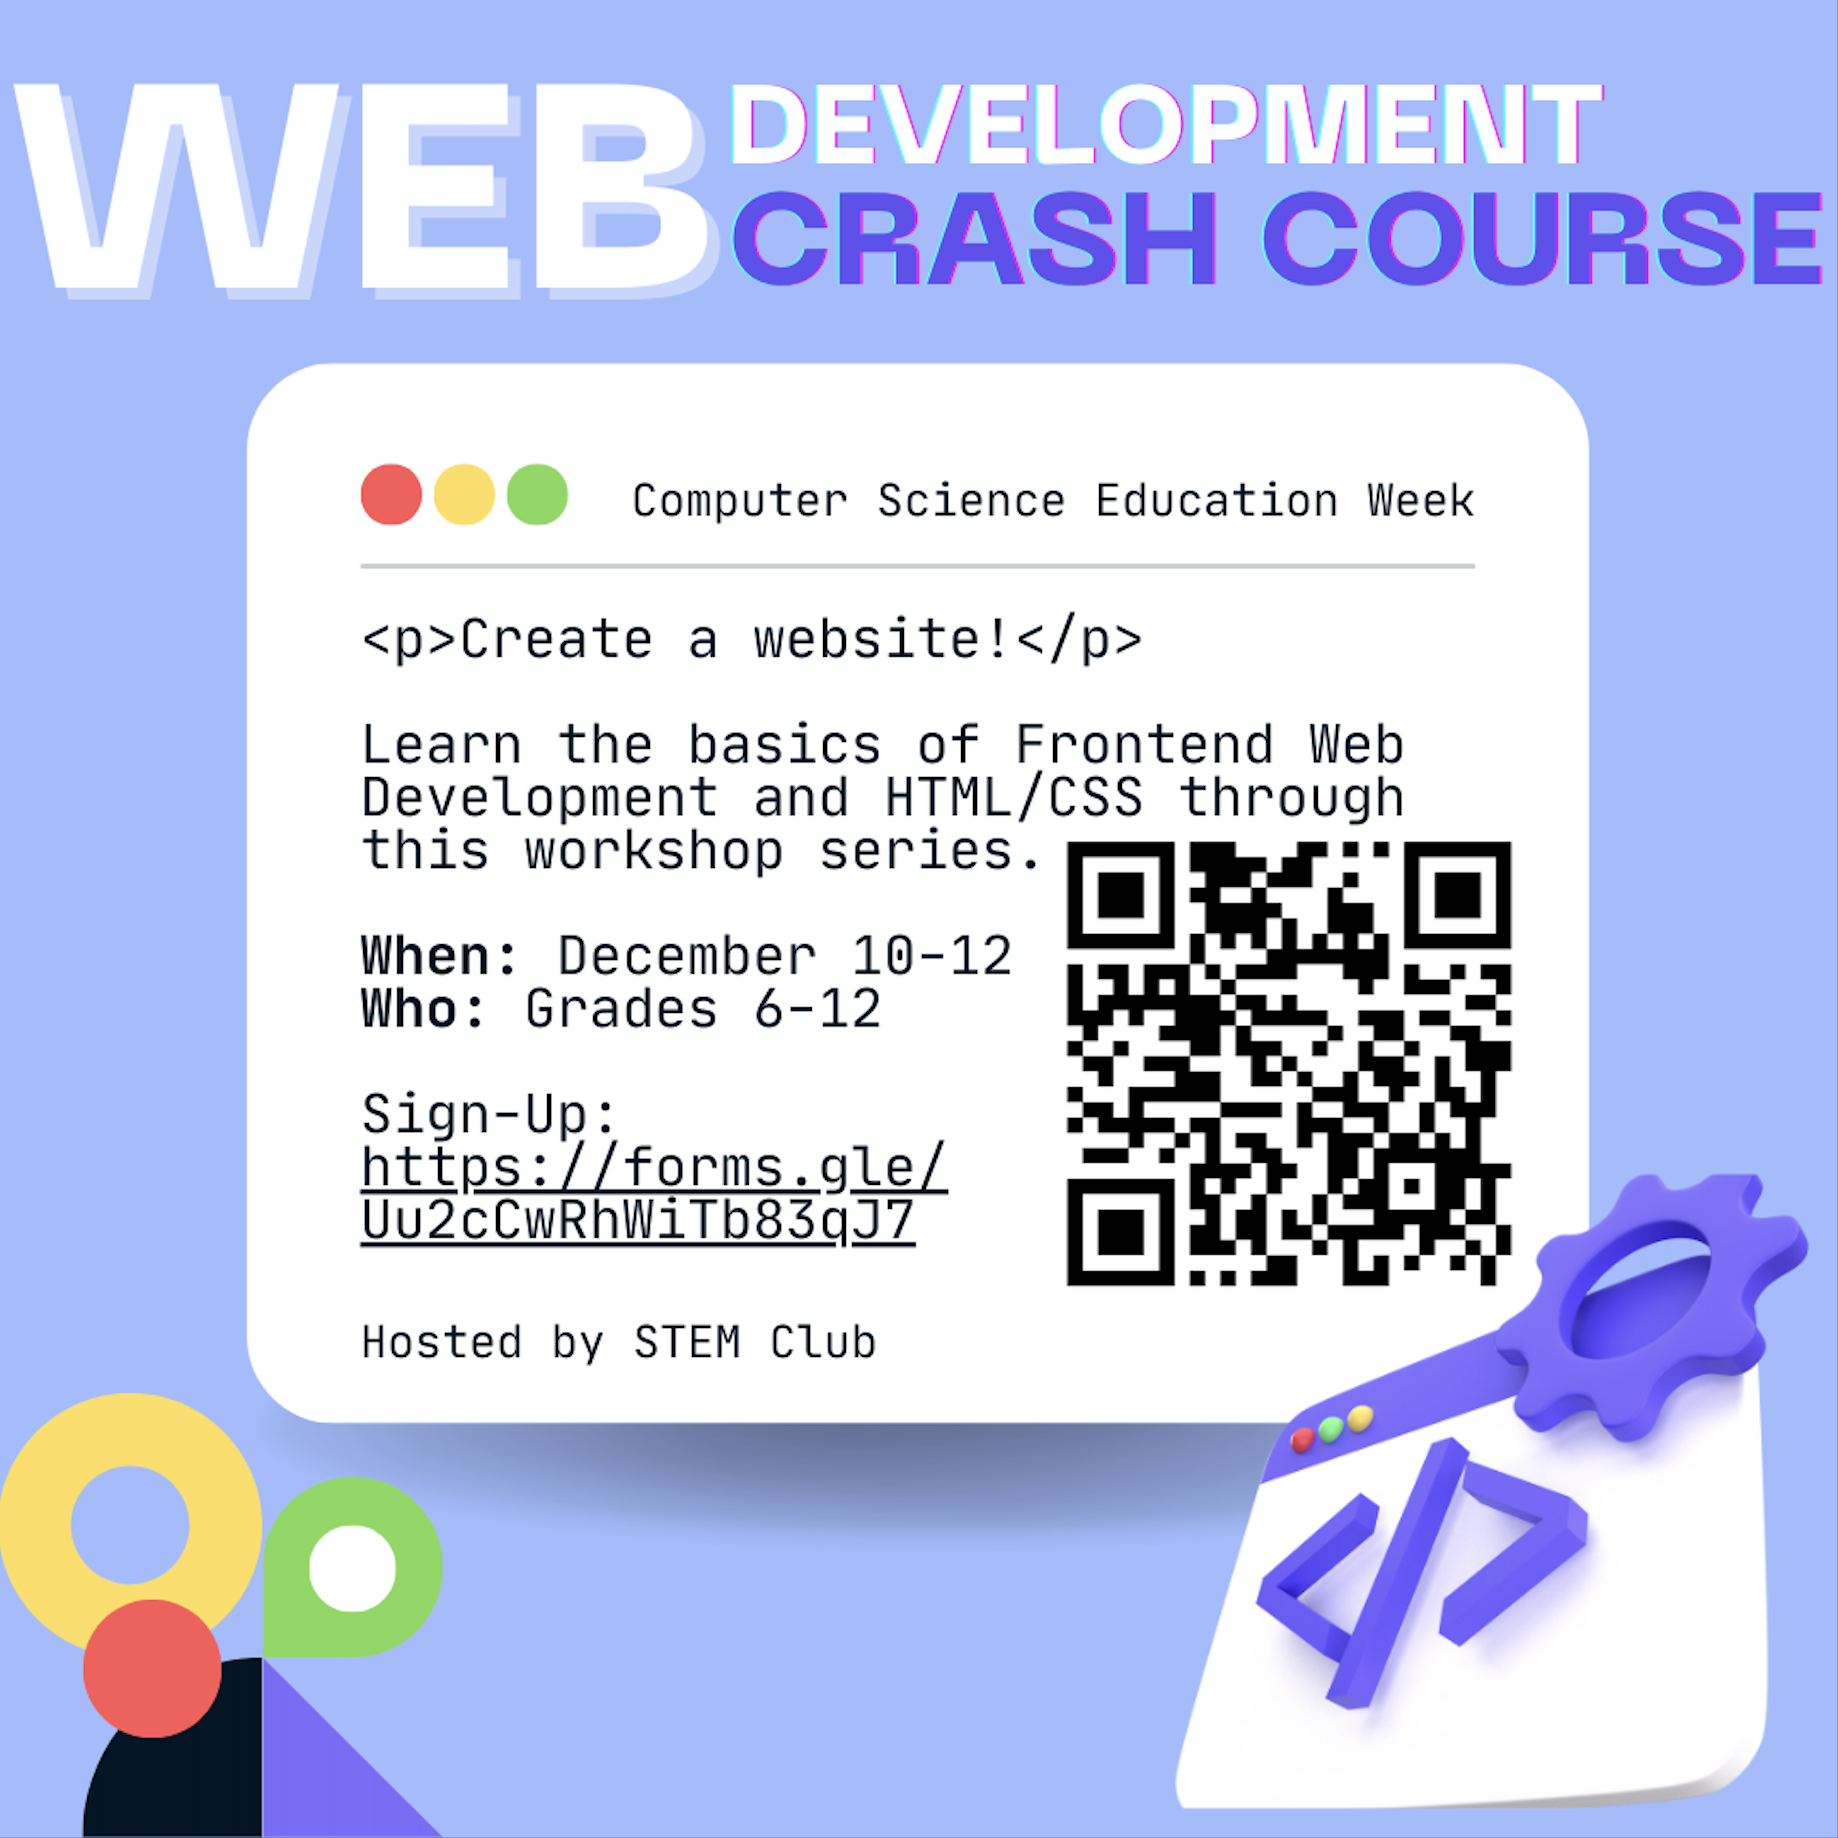 WEB DEVELOPMENT
CRASH COURSE
Computer Science Education Week
<p>Create a website!</p>
Learn the basics of Frontend Web
Development and HTML/CSS through
this workshop series.
When: December 10-12
Who: Grades 6-12
Sign-Up:
https://forms.gle/
Uu2cCwRhWiTb83qJ7
Hosted by STEM Club
</>